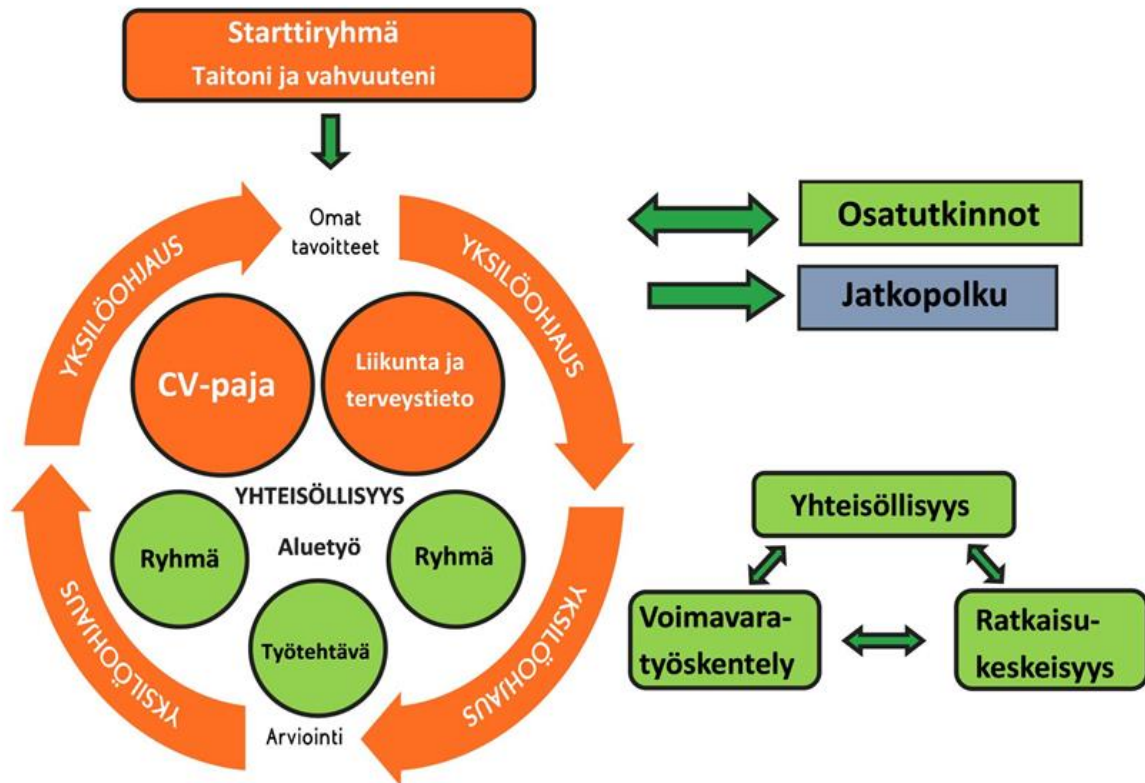 Starttiryhmä
Taitoni ja vahvuuteni
Omat
tavoitteet
YKSILÖOHJAUS
YKSILÖOHJAUS
CV-paja
Liikunta ja
terveystieto
YHTEISÖLLISYYS
Aluetyö
Ryhmä
Ryhmä
Työtehtävä
YKSILÖOHJAUS
YKSILÖOHJAUS
Arviointi
Osatutkinnot
Jatkopolku
Yhteisöllisyys
Voimavara-
työskentely
Ratkaisu-
keskeisyys